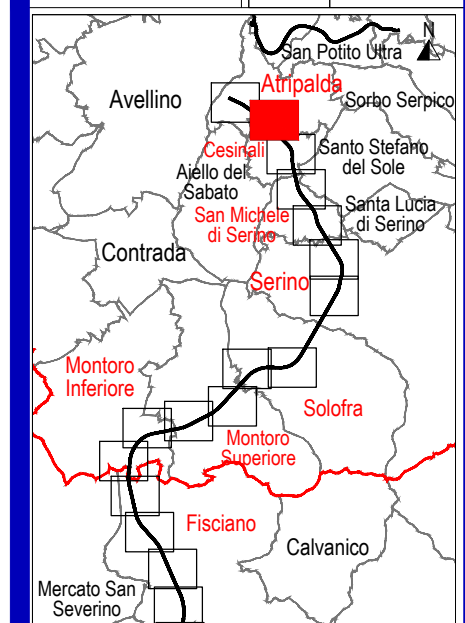 N
San Potito Ultra
Atripalda
Avellino
Sorbo Serpico
Cesinali
Santo Stefano
del Sole
Aiello del
Sabato
Santa Lucia
di Serino
San Michele
di Serino
Contrada
Serino
Montoro
Inferiore
Solofra
Montoro
Superiore
Fisciano
Calvanico
Mercato San
Severino